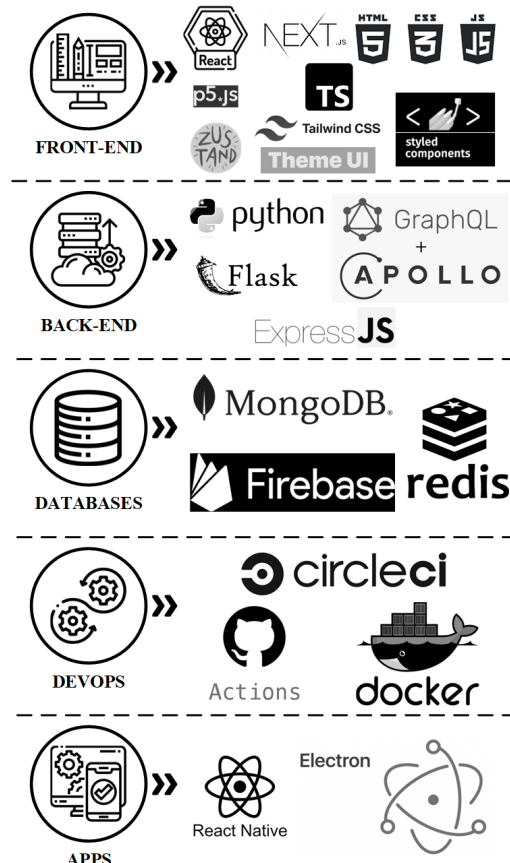 React
NEXT.JS
HTML
5
CSS
3
JS
JS
p5.js
TS
ZUSTAND
Tailwind CSS
Theme UI
< >
styled
components
FRONT-END
python
GraphQL
+
APOLLO
Flask
ExpressJS
BACK-END
MongoDB®
Firebase
redis
DATABASES
circleci
Actions
docker
DEVOPS
Electron
React Native
APPS